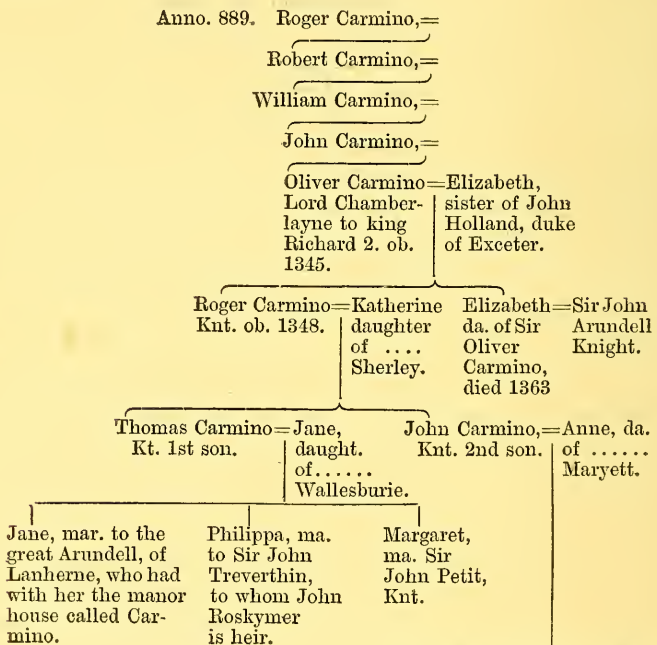 Anno. 889. Roger Carmino,=
Robert Carmino,=
William Carmino,=
John Carmino,=
Oliver Carmino=Elizabeth,
Lord Chamber- sister of John
layne to king Holland, duke
Richard 2. ob. of Exceter.
1345.
Roger Carmino=Katherine Elizabeth=Sir John
Knt. ob. 1348. daughter da. of Sir Arundell
of .... Oliver Knight.
Sherley. Carmino,
died 1363
Thomas Carmino=Jane, John Carmino,=Anne, da.
Kt. 1st son. daught. Knt. 2nd son. of ......
of...... Maryett.
Wallesburie.
Jane, mar. to the Philippa, ma. Margaret,
great Arundell, of to Sir John ma. Sir
Lanherne, who had Treverthin, John Petit,
with her the manor to whom John Knt.
house called Car- Roskymer
mino. is heir.